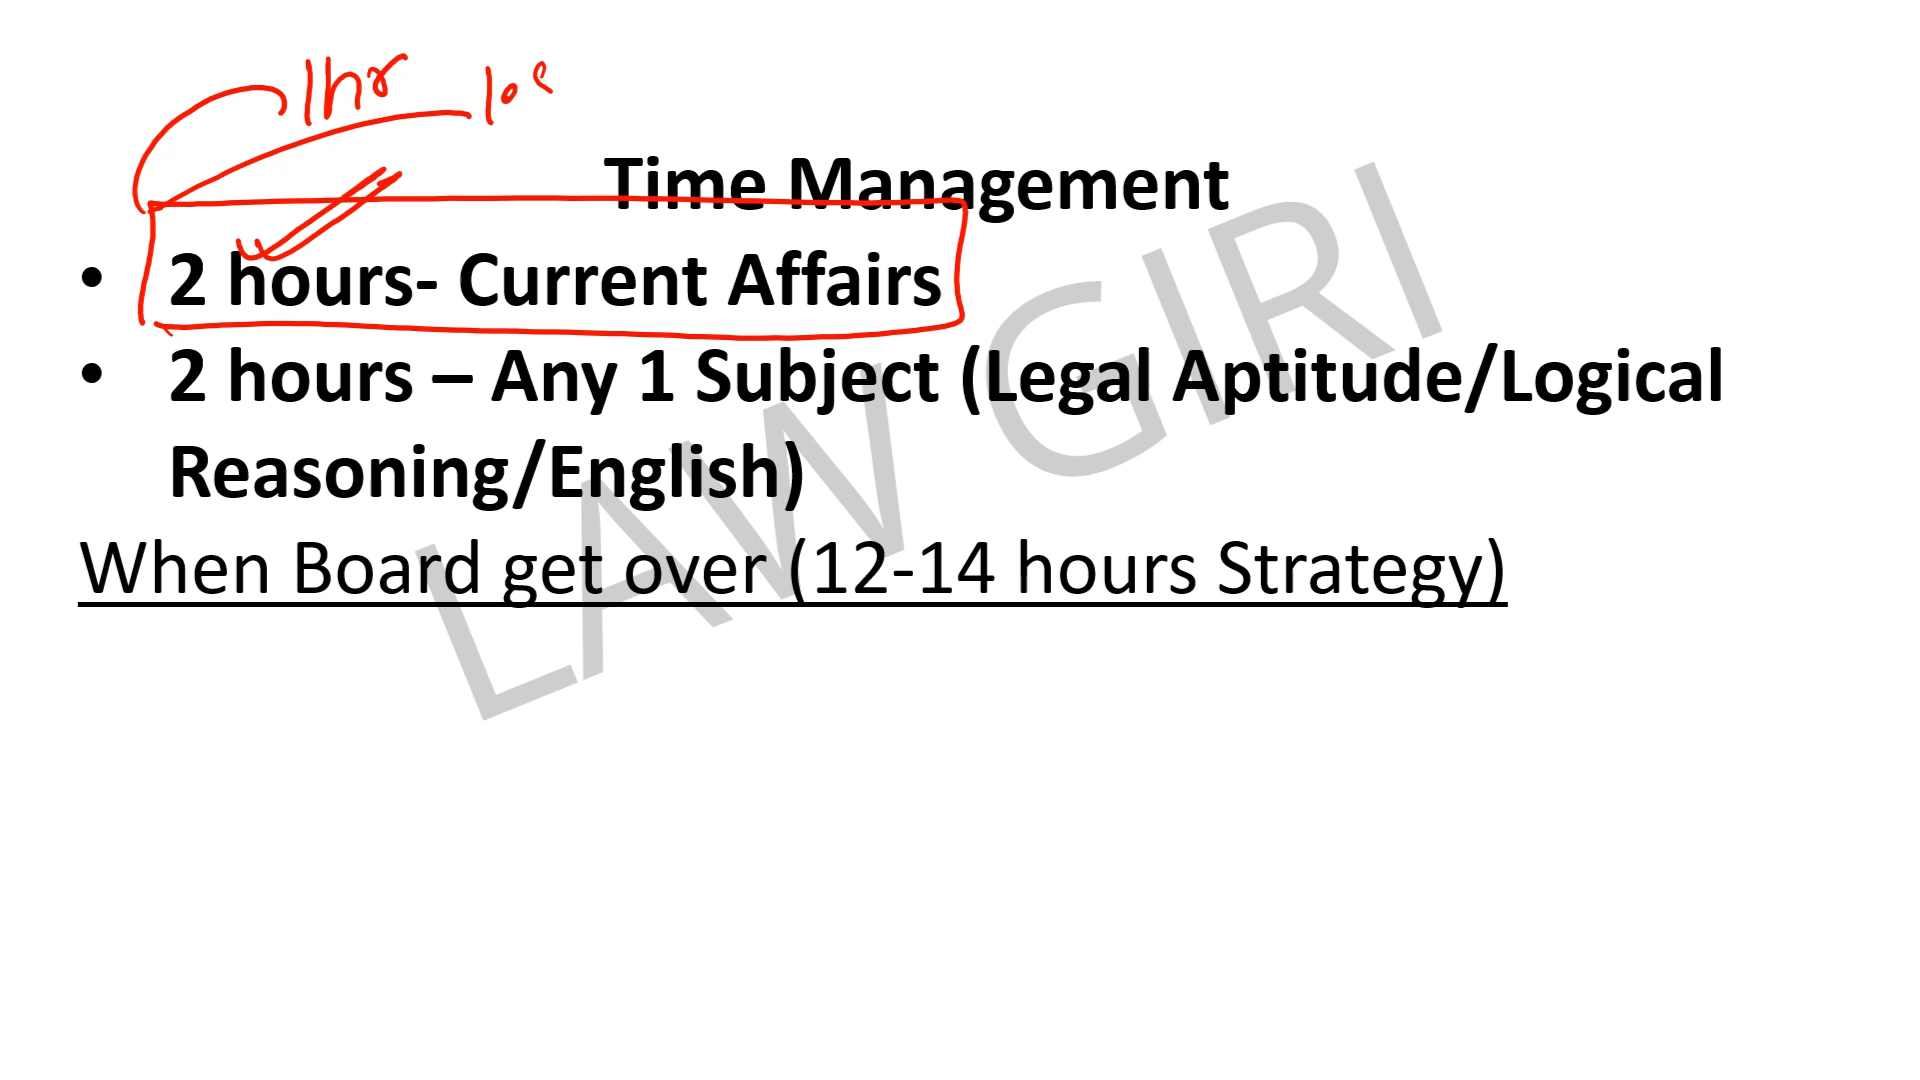 1hr
Time Management
• 2 hours- Current Affairs
• 2 hours – Any 1 Subject (Legal Aptitude/Logical
Reasoning/English)
When Board get over (12-14 hours Strategy)
LAW GIRI